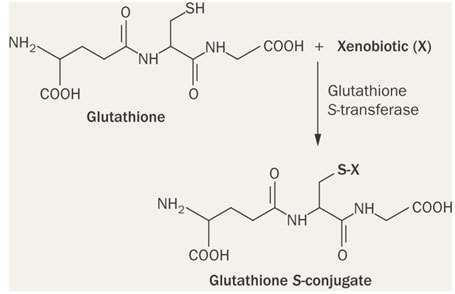 O
SH
NH2
NH
NH
COOH + Xenobiotic (X)
COOH
O
Glutathione
Glutathione
S-transferase
O
S-X
NH2
NH
NH
COOH
COOH
O
Glutathione S-conjugate